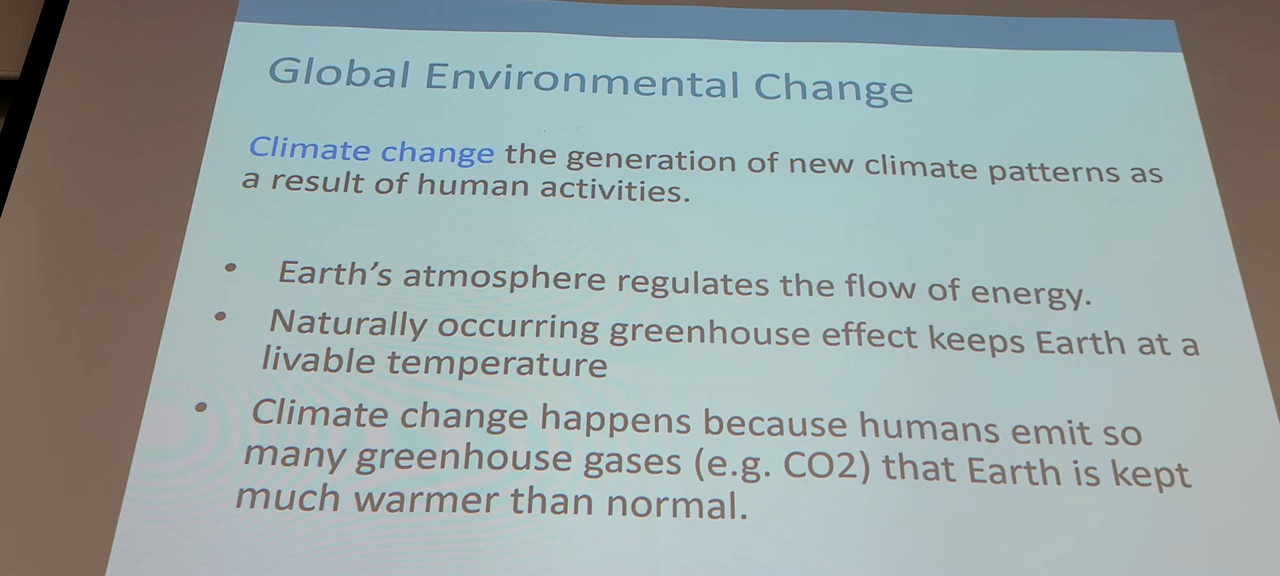 Global Environmental Change
Climate change the generation of new climate patterns as
a result of human activities.
• Earth's atmosphere regulates the flow of energy.
• Naturally occurring greenhouse effect keeps Earth at a
livable temperature
• Climate change happens because humans emit so
many greenhouse gases (e.g. CO2) that Earth is kept
much warmer than normal.